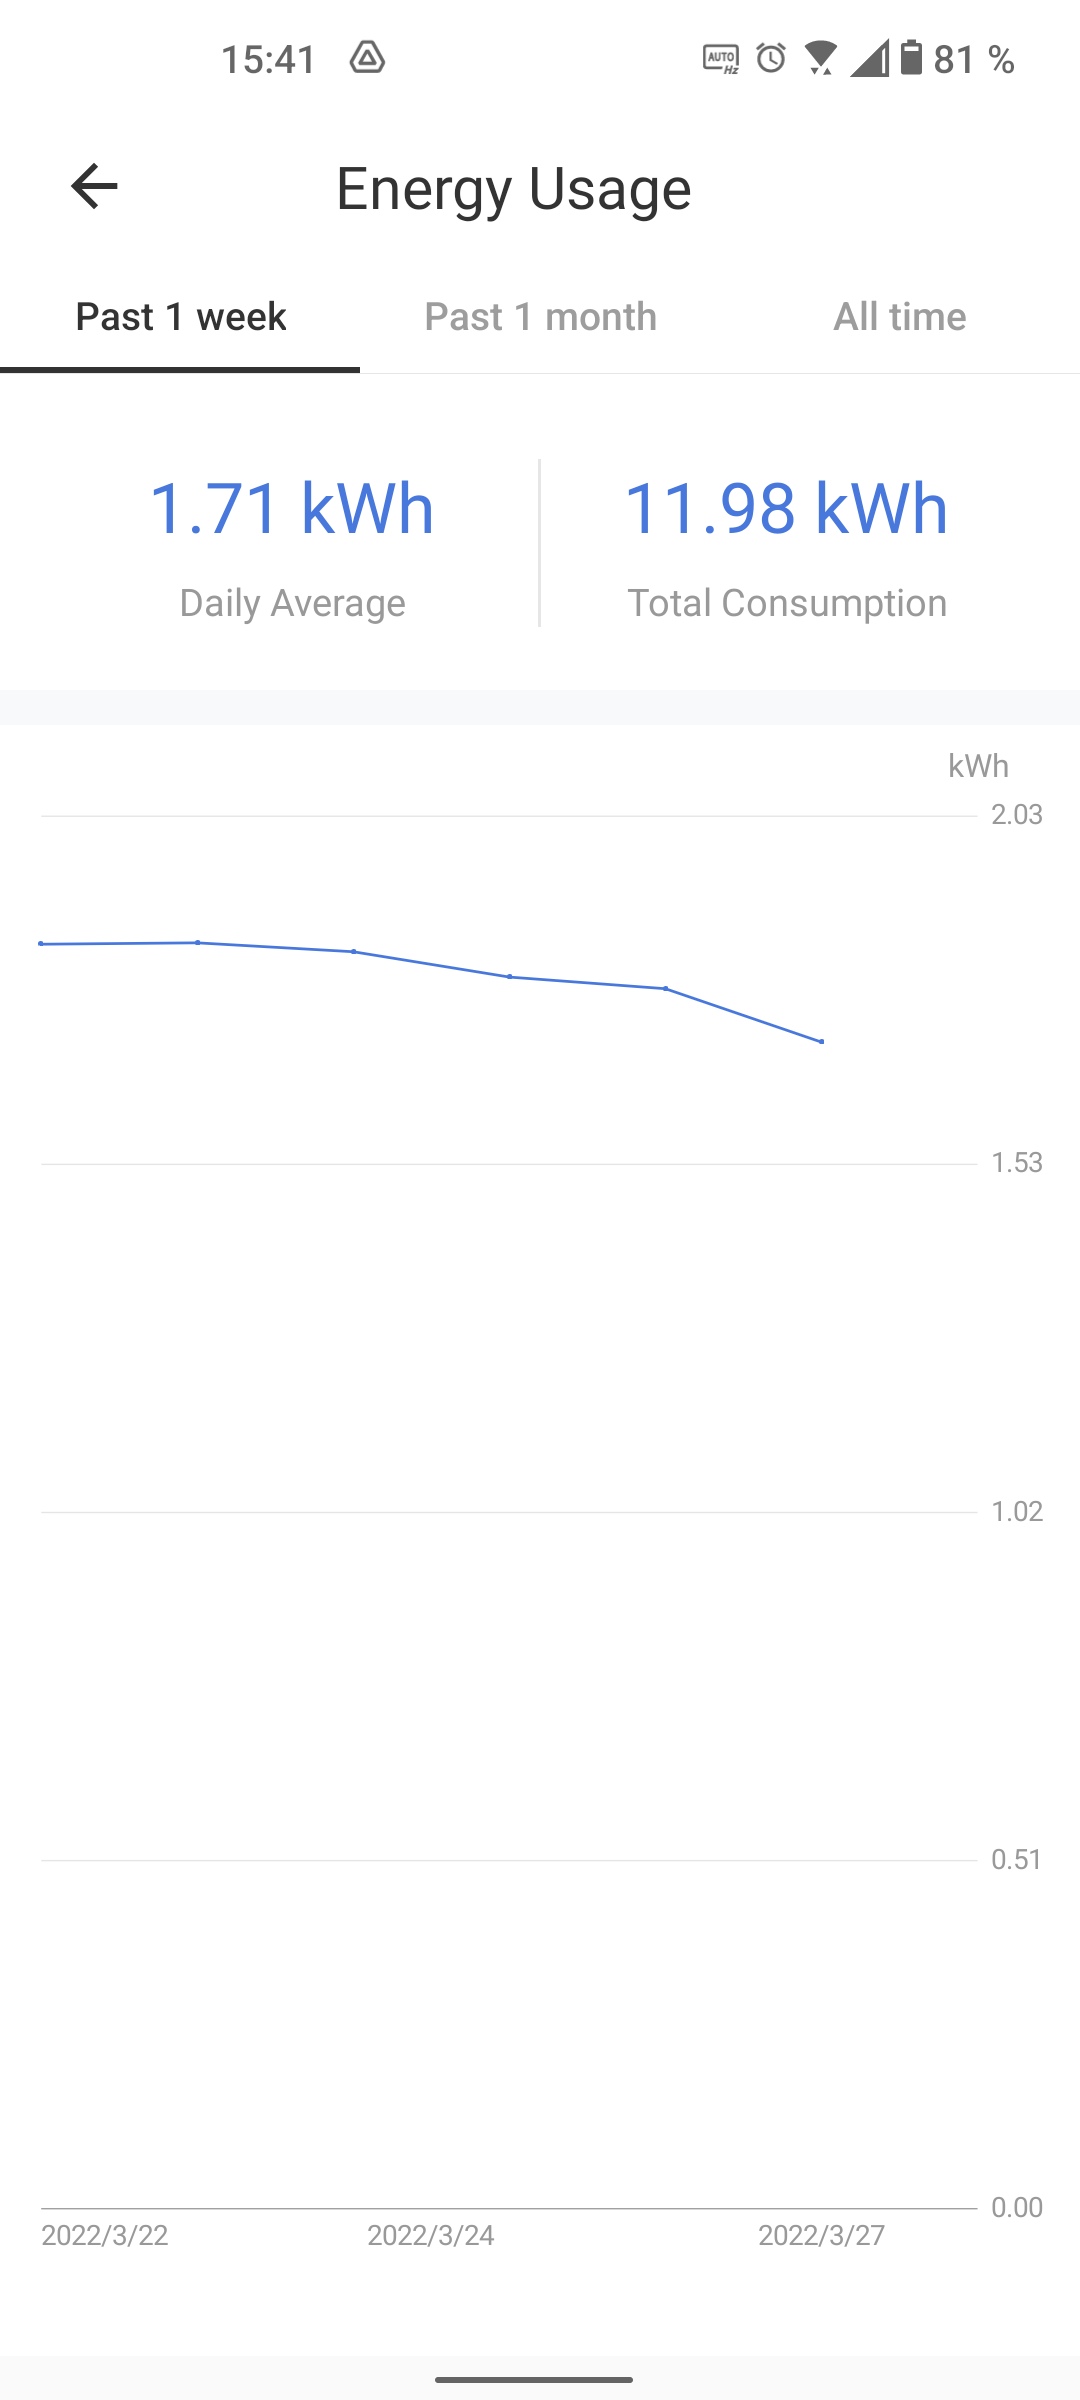 15:41 AUTO Hz 81 %
Energy Usage
Past 1 week Past 1 month All time
1.71 kWh 11.98 kWh
Daily Average Total Consumption
kWh
2.03
1.53
1.02
0.51
0.00
2022/3/22 2022/3/24 2022/3/27